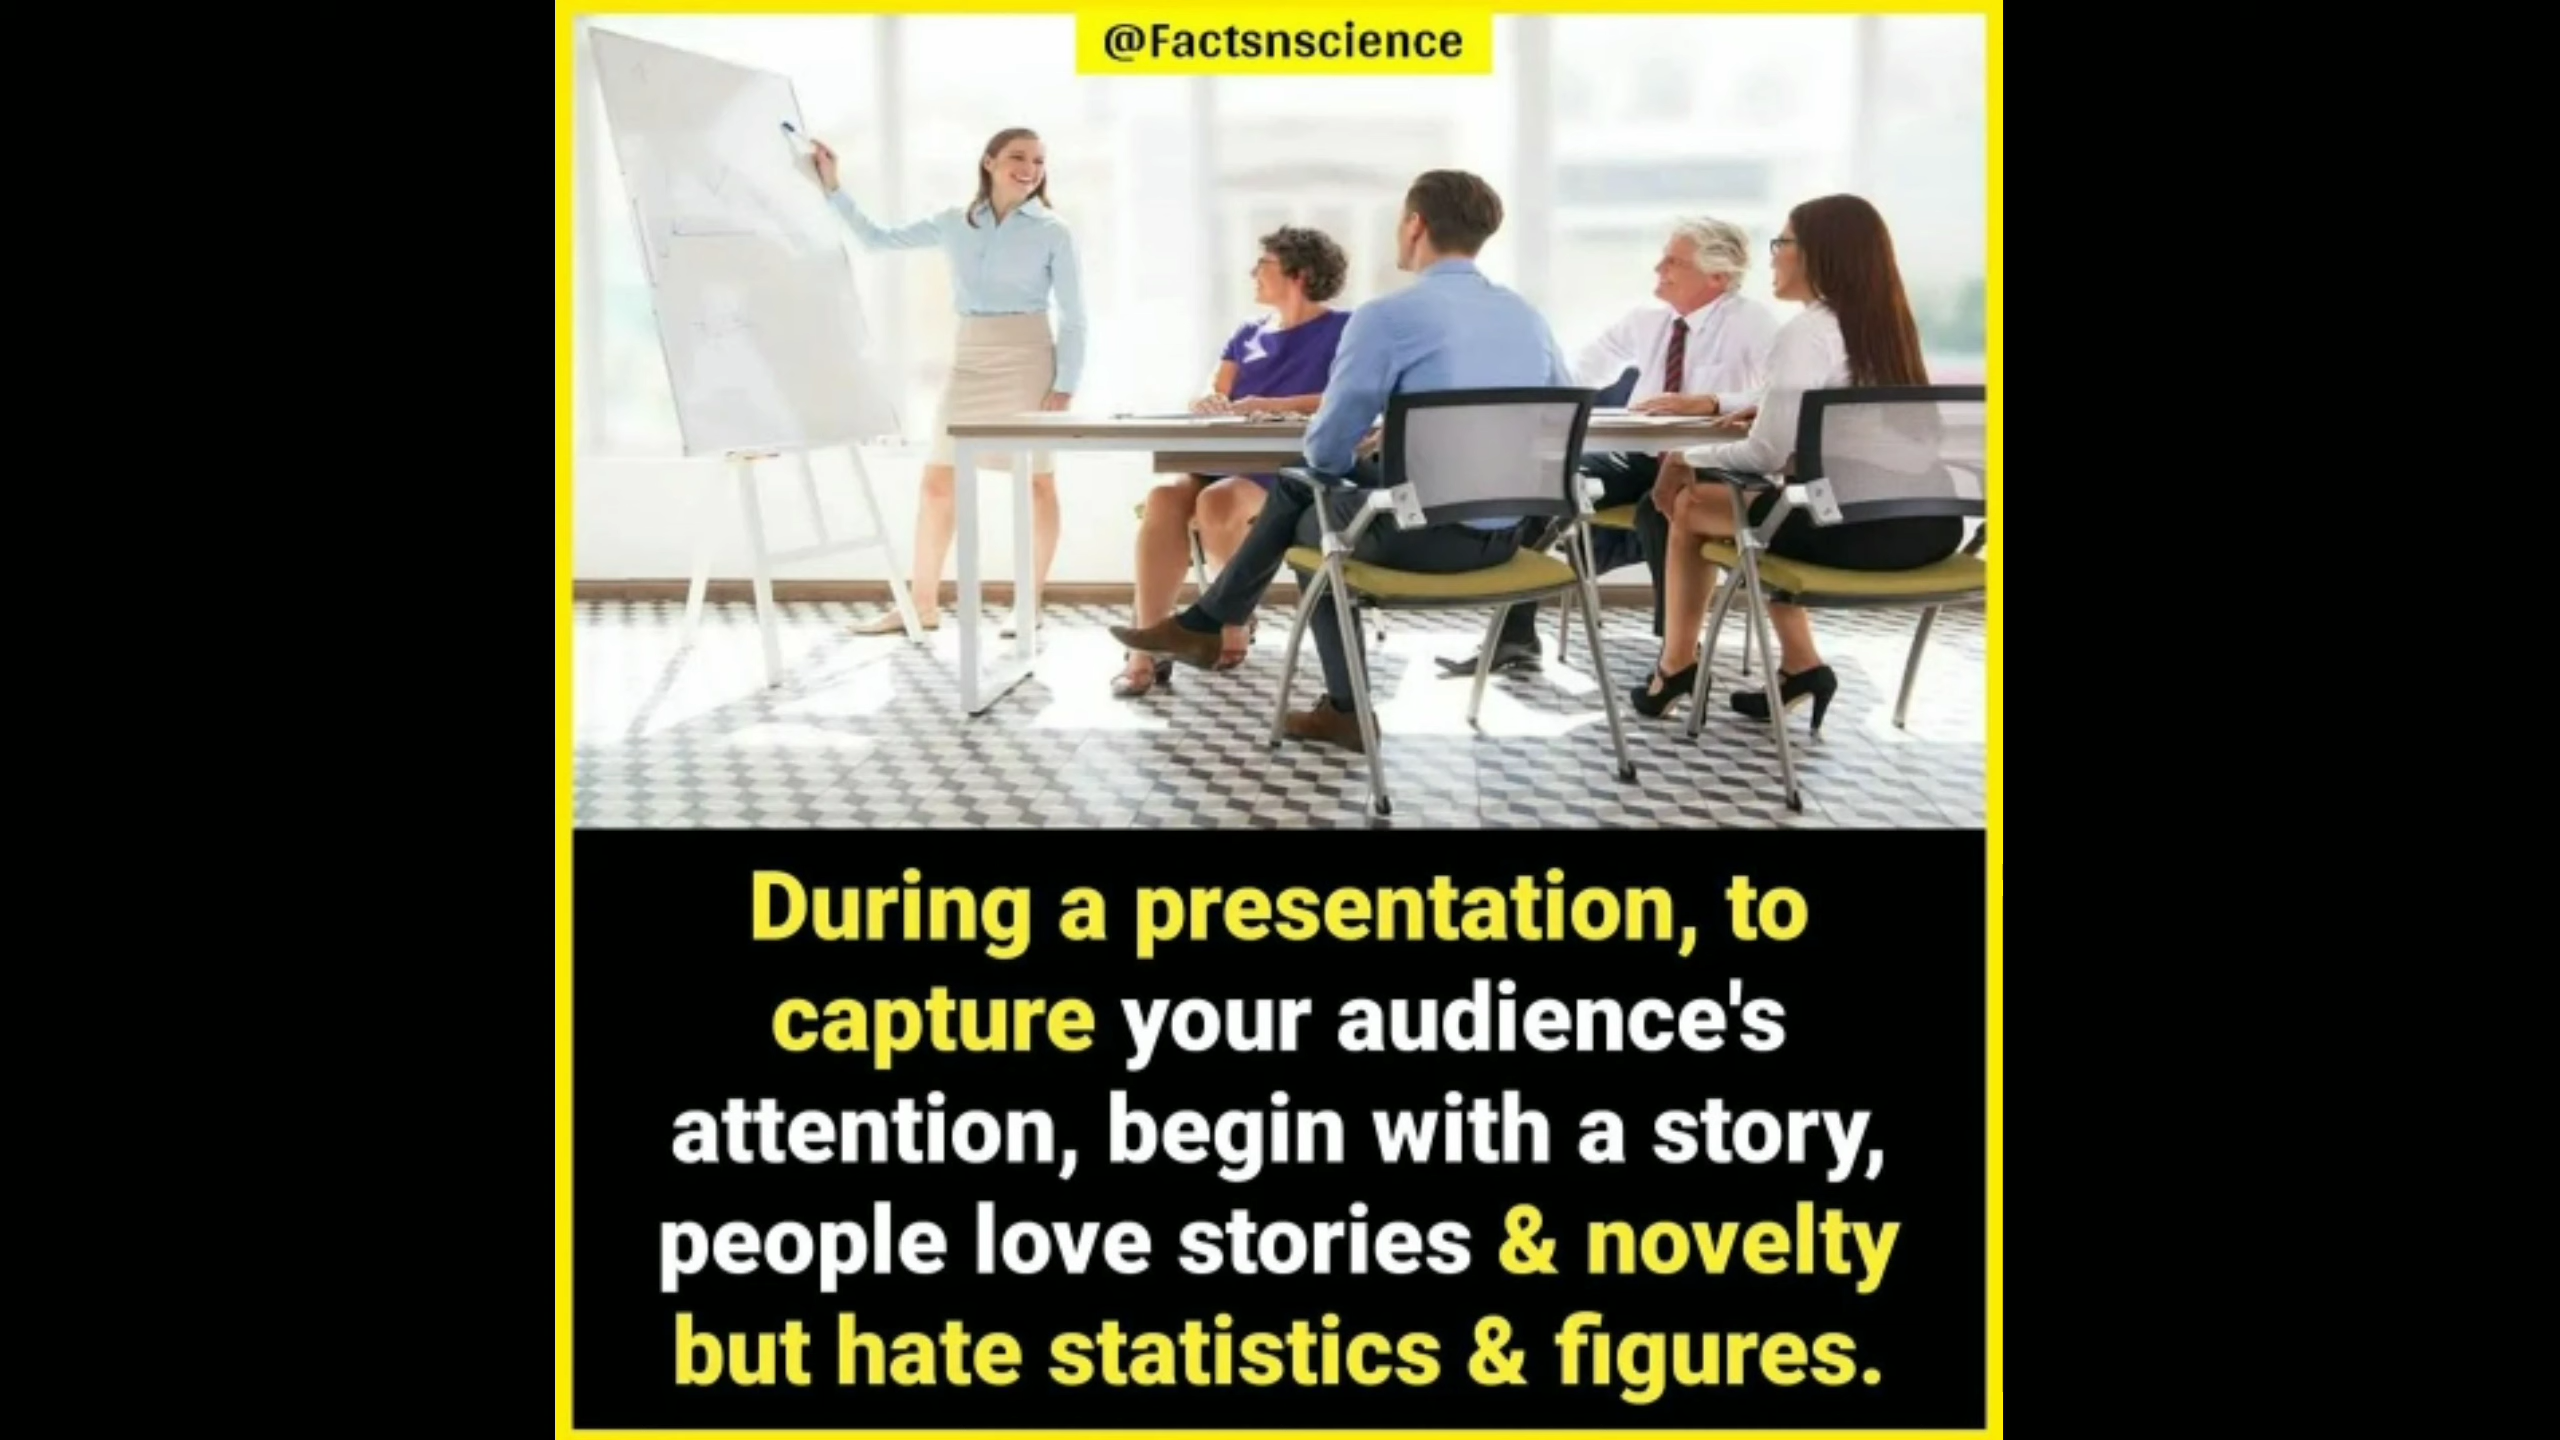 @Factsnscience
During a presentation, to
capture your audience's
attention, begin with a story,
people love stories & novelty
but hate statistics & figures.